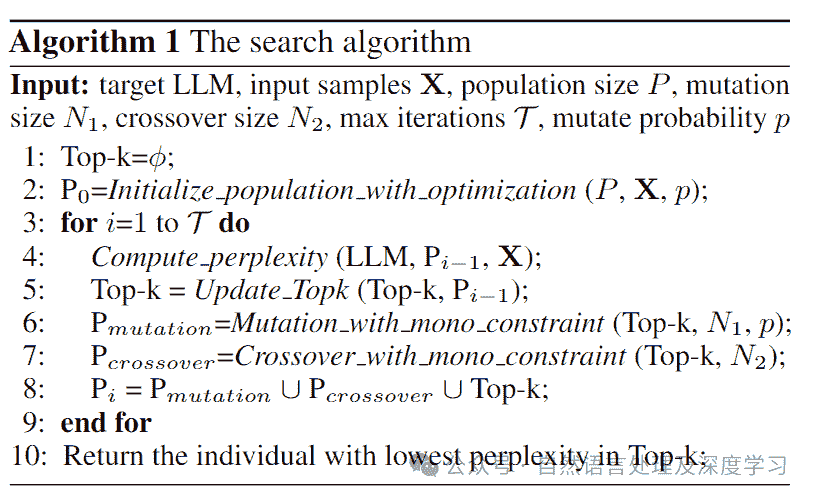 Algorithm 1 The search algorithm
Input: target LLM, input samples X, population size P, mutation
size N₁, crossover size N₂, max iterations 𝒯, mutate probability p
1: Top-k=ϕ;
2: P₀=Initialize_population_with_optimization (P, X, p);
3: for i=1 to 𝒯 do
4: Compute_perplexity (LLM, Pᵢ₋₁, X);
5: Top-k = Update_Topk (Top-k, Pᵢ₋₁);
6: P_mutation=Mutation_with_mono_constraint (Top-k, N₁, p);
7: P_crossover=Crossover_with_mono_constraint (Top-k, N₂);
8: Pᵢ = P_mutation ∪ P_crossover ∪ Top-k;
9: end for
10: Return the individual with lowest perplexity in Top-k;
公众号 · 自然语言处理及深度学习